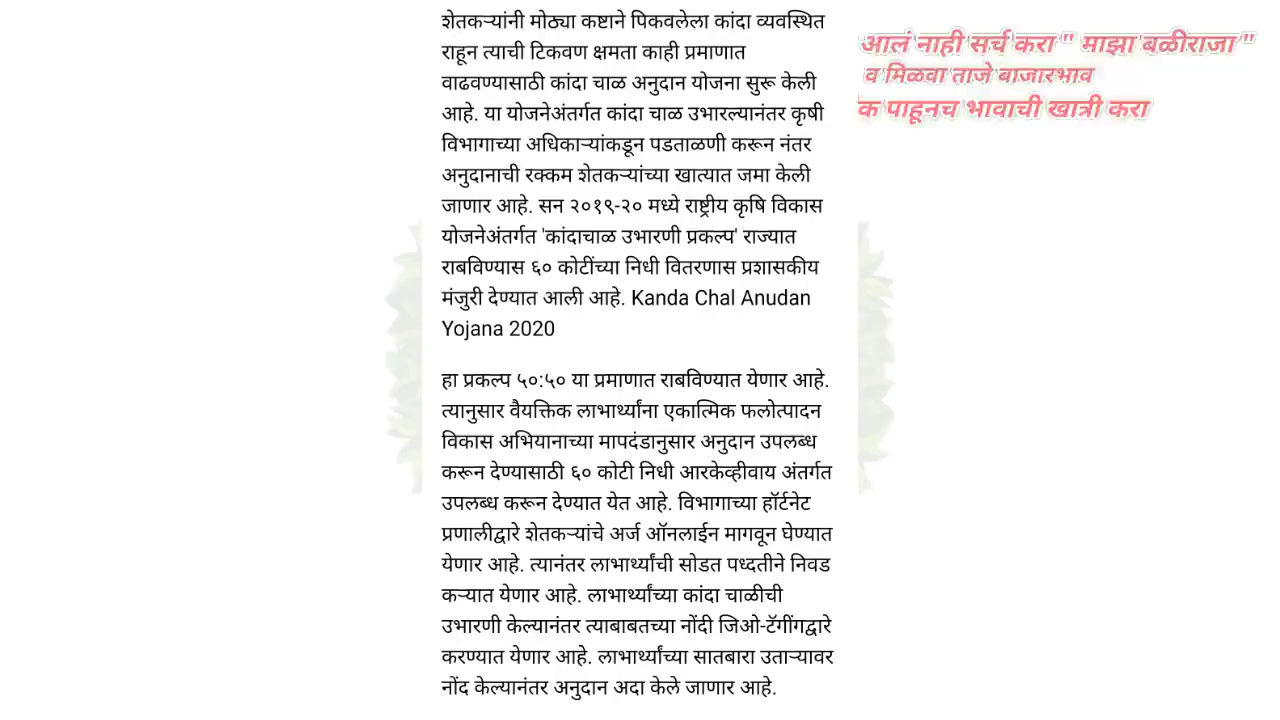 शेतकऱ्यांनी मोठ्या कष्टाने पिकवलेला कांदा व्यवस्थित
राहून त्याची टिकवण क्षमता काही प्रमाणात
वाढवण्यासाठी कांदा चाळ अनुदान योजना सुरू केली
आहे. या योजनेअंतर्गत कांदा चाळ उभारल्यानंतर कृषी
विभागाच्या अधिकाऱ्यांकडून पडताळणी करून नंतर
अनुदानाची रक्कम शेतकऱ्यांच्या खात्यात जमा केली
जाणार आहे. सन २०१९-२० मध्ये राष्ट्रीय कृषि विकास
योजनेअंतर्गत 'कांदाचाळ उभारणी प्रकल्प' राज्यात
राबविण्यास ६० कोटींच्या निधी वितरणास प्रशासकीय
मंजुरी देण्यात आली आहे. Kanda Chal Anudan
Yojana 2020
हा प्रकल्प ५०:५० या प्रमाणात राबविण्यात येणार आहे.
त्यानुसार वैयक्तिक लाभार्थ्यांना एकात्मिक फलोत्पादन
विकास अभियानाच्या मापदंडानुसार अनुदान उपलब्ध
करून देण्यासाठी ६० कोटी निधी आरकेव्हीवाय अंतर्गत
उपलब्ध करून देण्यात येत आहे. विभागाच्या हॉर्टनेट
प्रणालीद्वारे शेतकऱ्यांचे अर्ज ऑनलाईन मागवून घेण्यात
येणार आहे. त्यानंतर लाभार्थ्यांची सोडत पध्दतीने निवड
कऱ्यात येणार आहे. लाभार्थ्यांच्या कांदा चाळीची
उभारणी केल्यानंतर त्याबाबतच्या नोंदी जिओ-टॅगींगद्वारे
करण्यात येणार आहे. लाभार्थ्यांच्या सातबारा उताऱ्यावर
नोंद केल्यानंतर अनुदान अदा केले जाणार आहे.
आलं नाही सर्च करा " माझा बळीराजा "
व मिळवा ताजे बाजारभाव
क पाहूनच भावाची खात्री करा